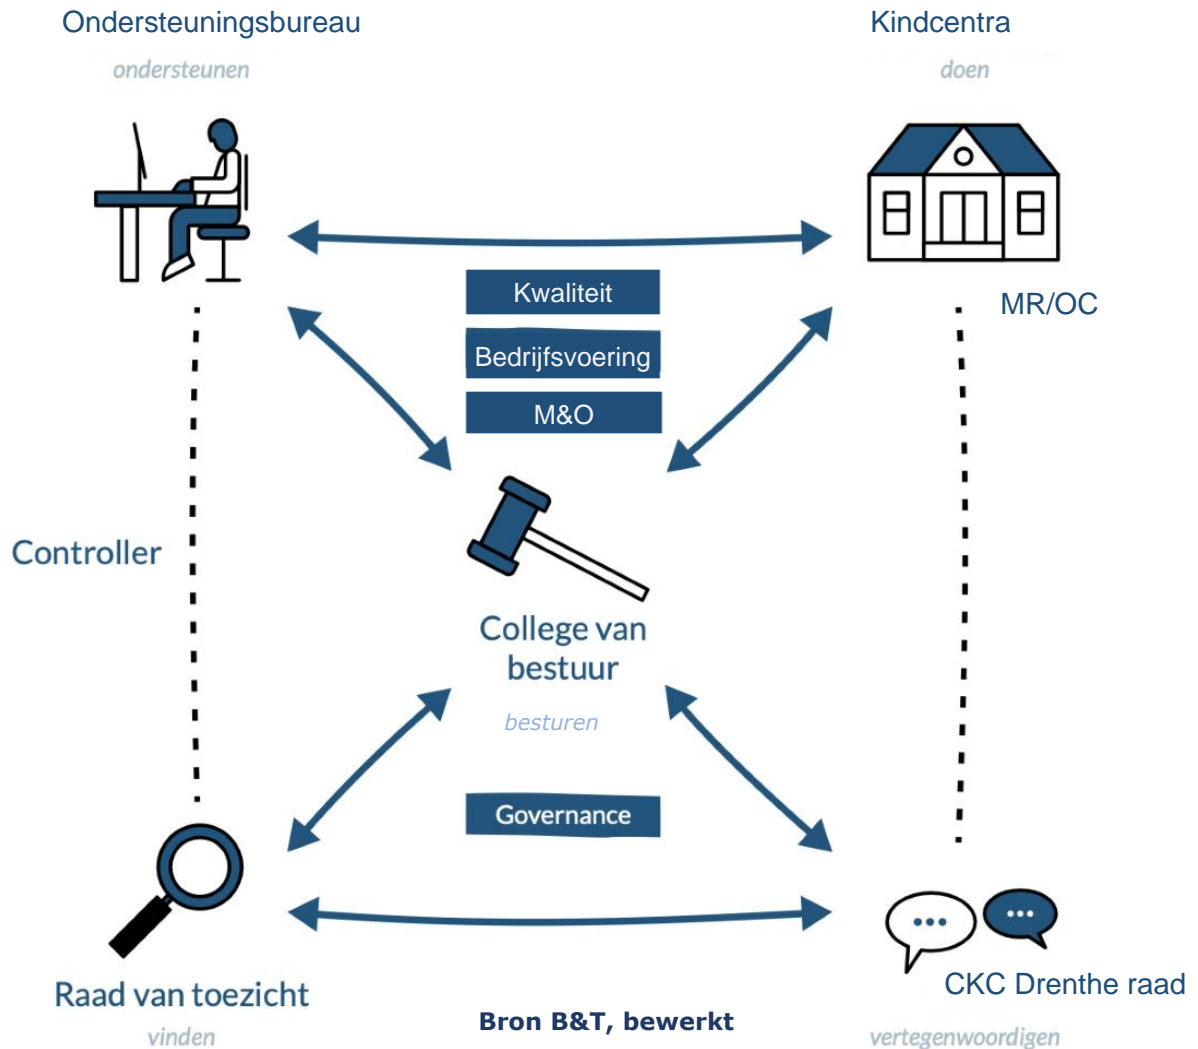 Ondersteuningsbureau
Kindcentra
ondersteunen
doen
Kwaliteit
MR/OC
Bedrijfsvoering
M&O
Controller
College van
bestuur
besturen
Governance
Raad van toezicht
CKC Drenthe raad
vinden
Bron B&T, bewerkt
vertegenwoordigen